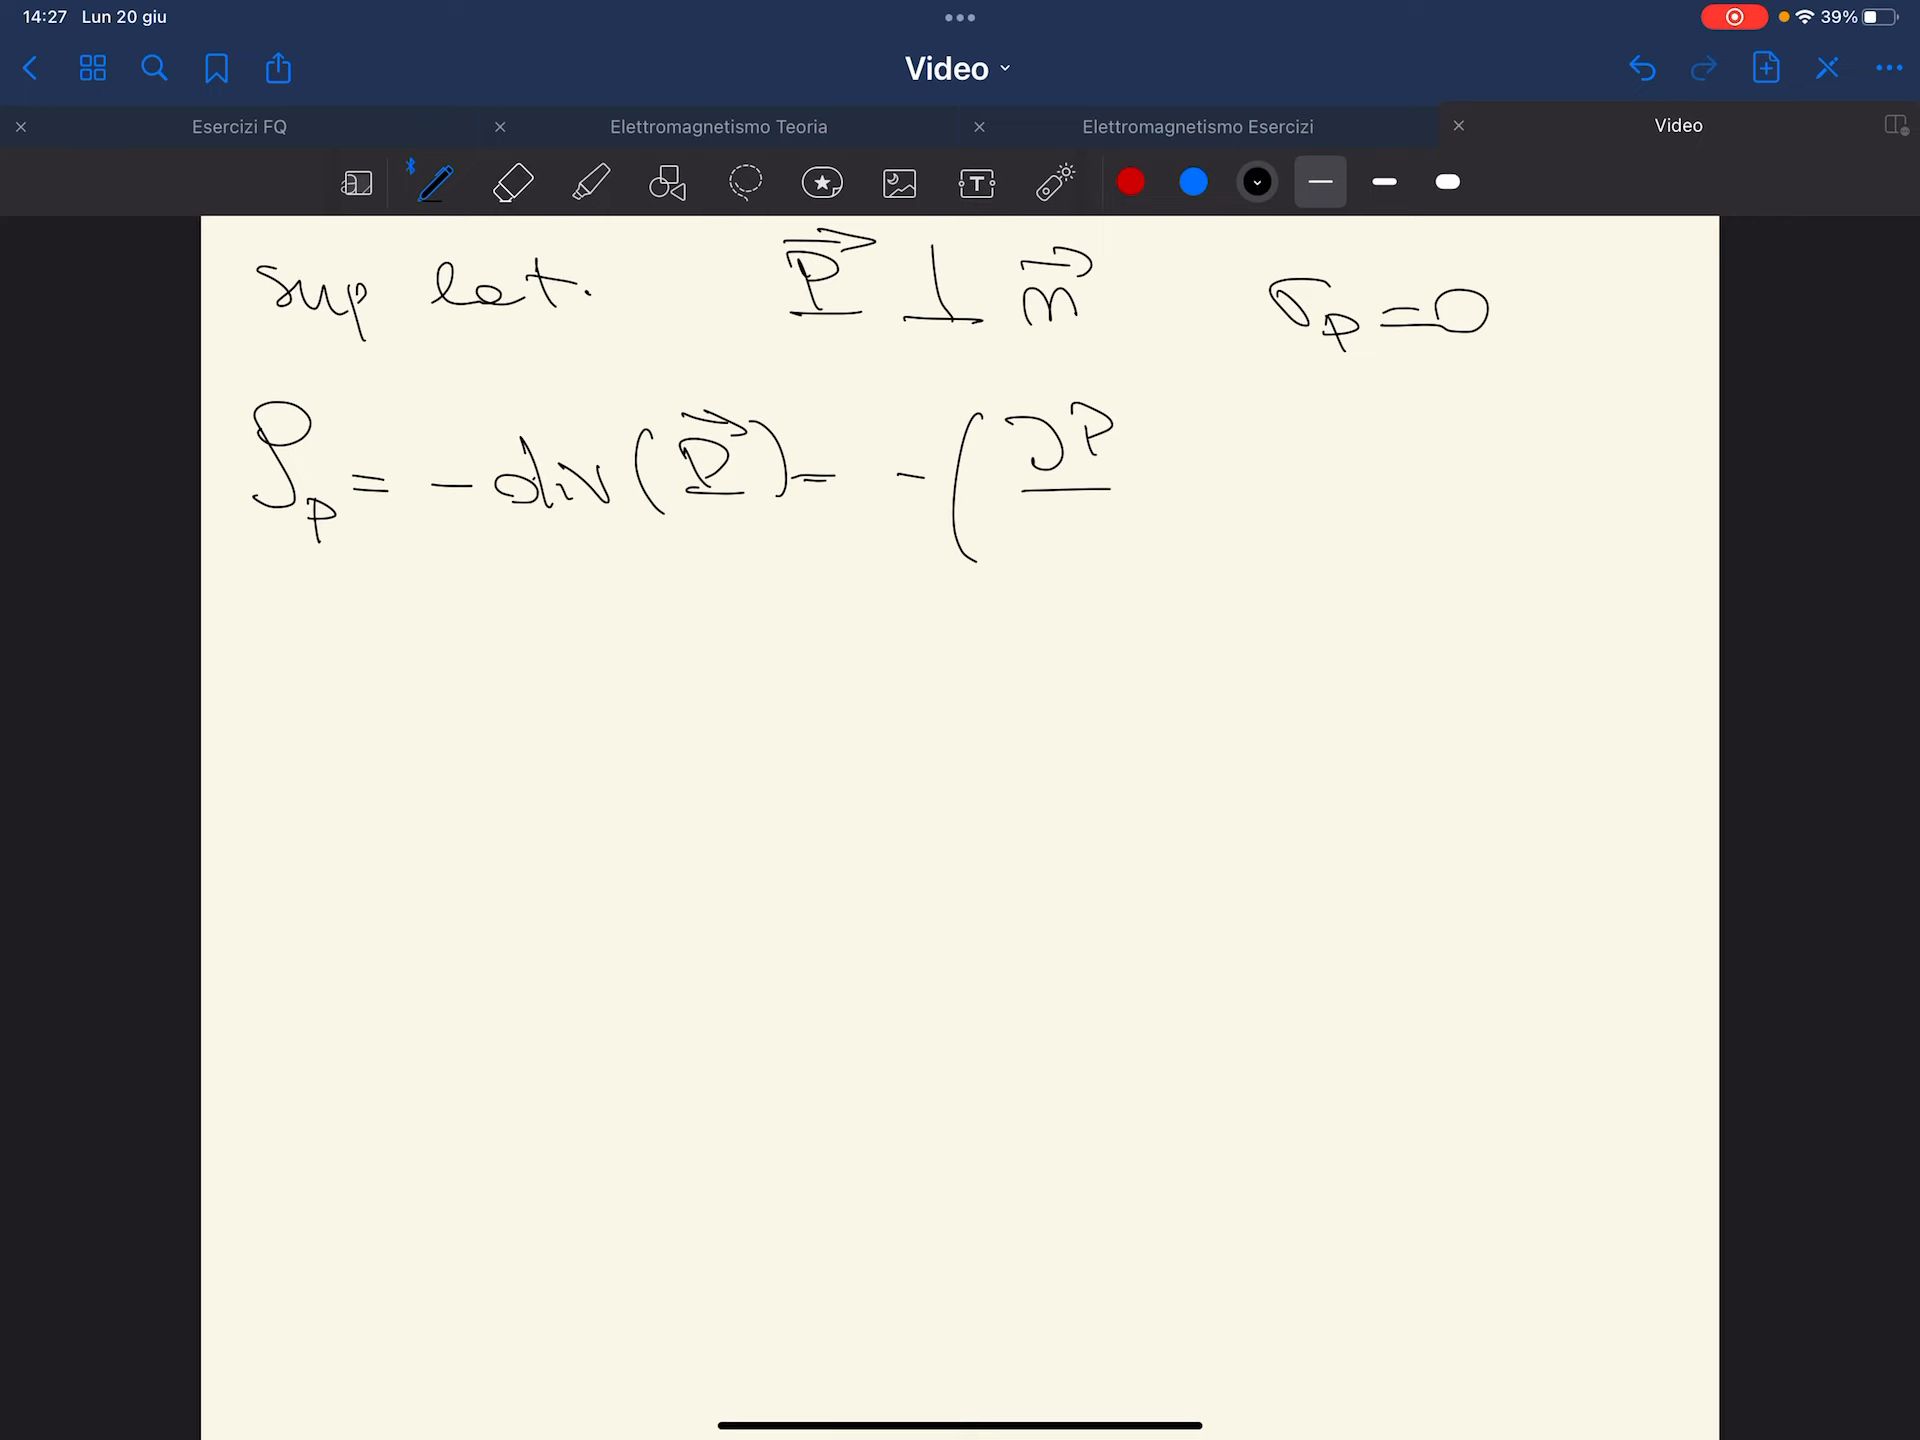 14:27 Lun 20 giu 39%
Video
Esercizi FQ Elettromagnetismo Teoria Elettromagnetismo Esercizi Video
sup lat. P⃗ ⊥ n⃗ σp = 0
ρp = - div (P⃗) = - (∂P